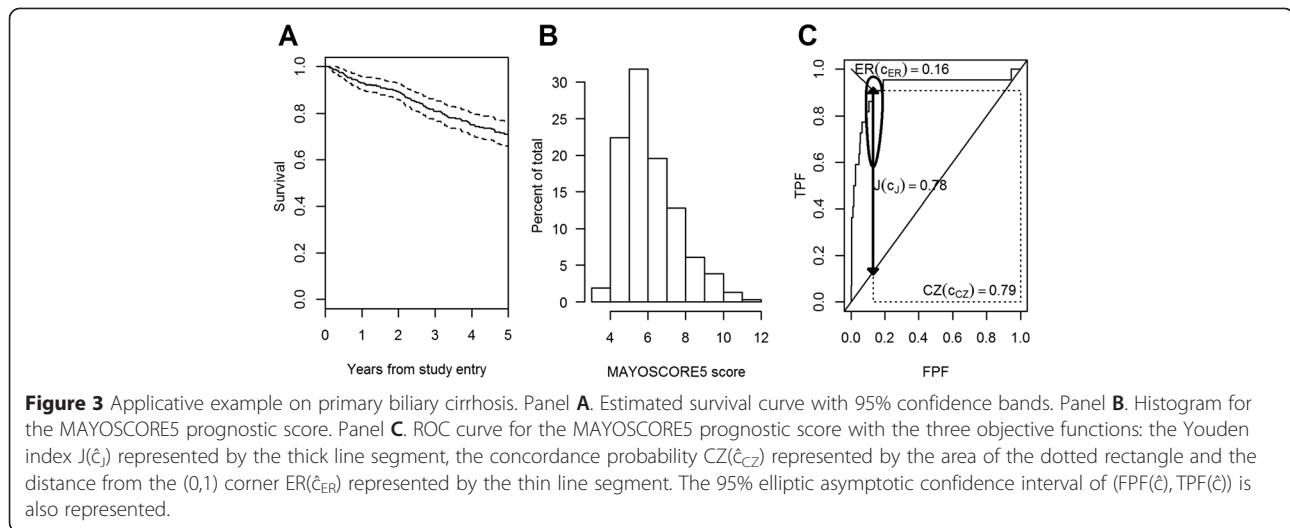 A
B
C
Survival
0.0 0.2 0.4 0.6 0.8 1.0
0 1 2 3 4 5
Years from study entry
Percent of total
0 5 10 15 20 25 30
4 6 8 10 12
MAYOSCORE5 score
TPF
0.0 0.2 0.4 0.6 0.8 1.0
ER(c_ER) = 0.16
J(c_J) = 0.78
CZ(c_CZ) = 0.79
0.0 0.2 0.4 0.6 0.8 1.0
FPF
Figure 3 Applicative example on primary biliary cirrhosis. Panel A. Estimated survival curve with 95% confidence bands. Panel B. Histogram for
the MAYOSCORE5 prognostic score. Panel C. ROC curve for the MAYOSCORE5 prognostic score with the three objective functions: the Youden
index J(ĉ_J) represented by the thick line segment, the concordance probability CZ(ĉ_CZ) represented by the area of the dotted rectangle and the
distance from the (0,1) corner ER(ĉ_ER) represented by the thin line segment. The 95% elliptic asymptotic confidence interval of (FPF(ĉ), TPF(ĉ)) is
also represented.